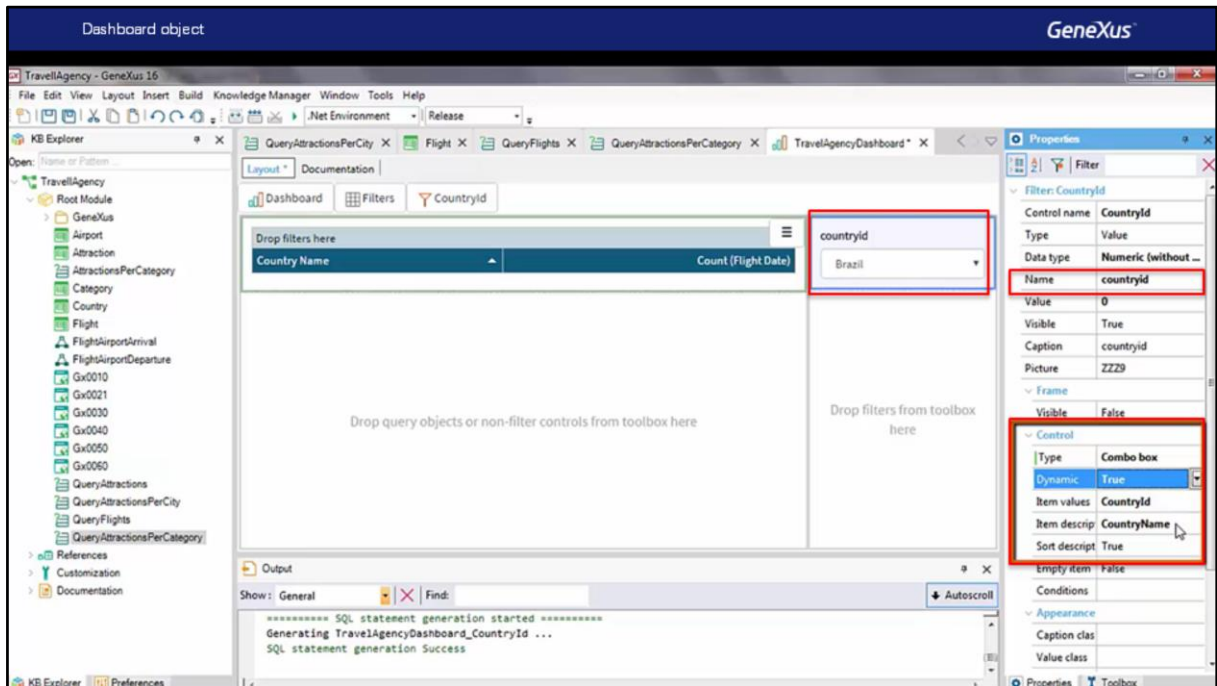 Dashboard object
GeneXus
TravellAgency - GeneXus 16
File Edit View Layout Insert Build Knowledge Manager Window Tools Help
.Net Environment Release
KB Explorer
Open: Name or Pattern ...
TravellAgency
Root Module
GeneXus
Airport
Attraction
AttractionsPerCategory
Category
Country
Flight
FlightAirportArrival
FlightAirportDeparture
Gx0010
Gx0021
Gx0030
Gx0040
Gx0050
Gx0060
QueryAttractions
QueryAttractionsPerCity
QueryFlights
QueryAttractionsPerCategory
References
Customization
Documentation
KB Explorer Preferences
QueryAttractionsPerCity Flight QueryFlights QueryAttractionsPerCategory TravelAgencyDashboard *
Layout * Documentation
Dashboard Filters CountryId
Drop filters here
Country Name Count (Flight Date)
countryid
Brazil
Drop query objects or non-filter controls from toolbox here
Drop filters from toolbox
here
Output
Show: General Find: Autoscroll
========== SQL statement generation started ==========
Generating TravelAgencyDashboard_CountryId ...
SQL statement generation Success
Properties
Filter
Filter: CountryId
Control name CountryId
Type Value
Data type Numeric (without ...
Name countryid
Value 0
Visible True
Caption countryid
Picture ZZZ9
Frame
Visible False
Control
Type Combo box
Dynamic True
Item values CountryId
Item descrip CountryName
Sort descript True
Empty item False
Conditions
Appearance
Caption clas
Value class
Properties Toolbox